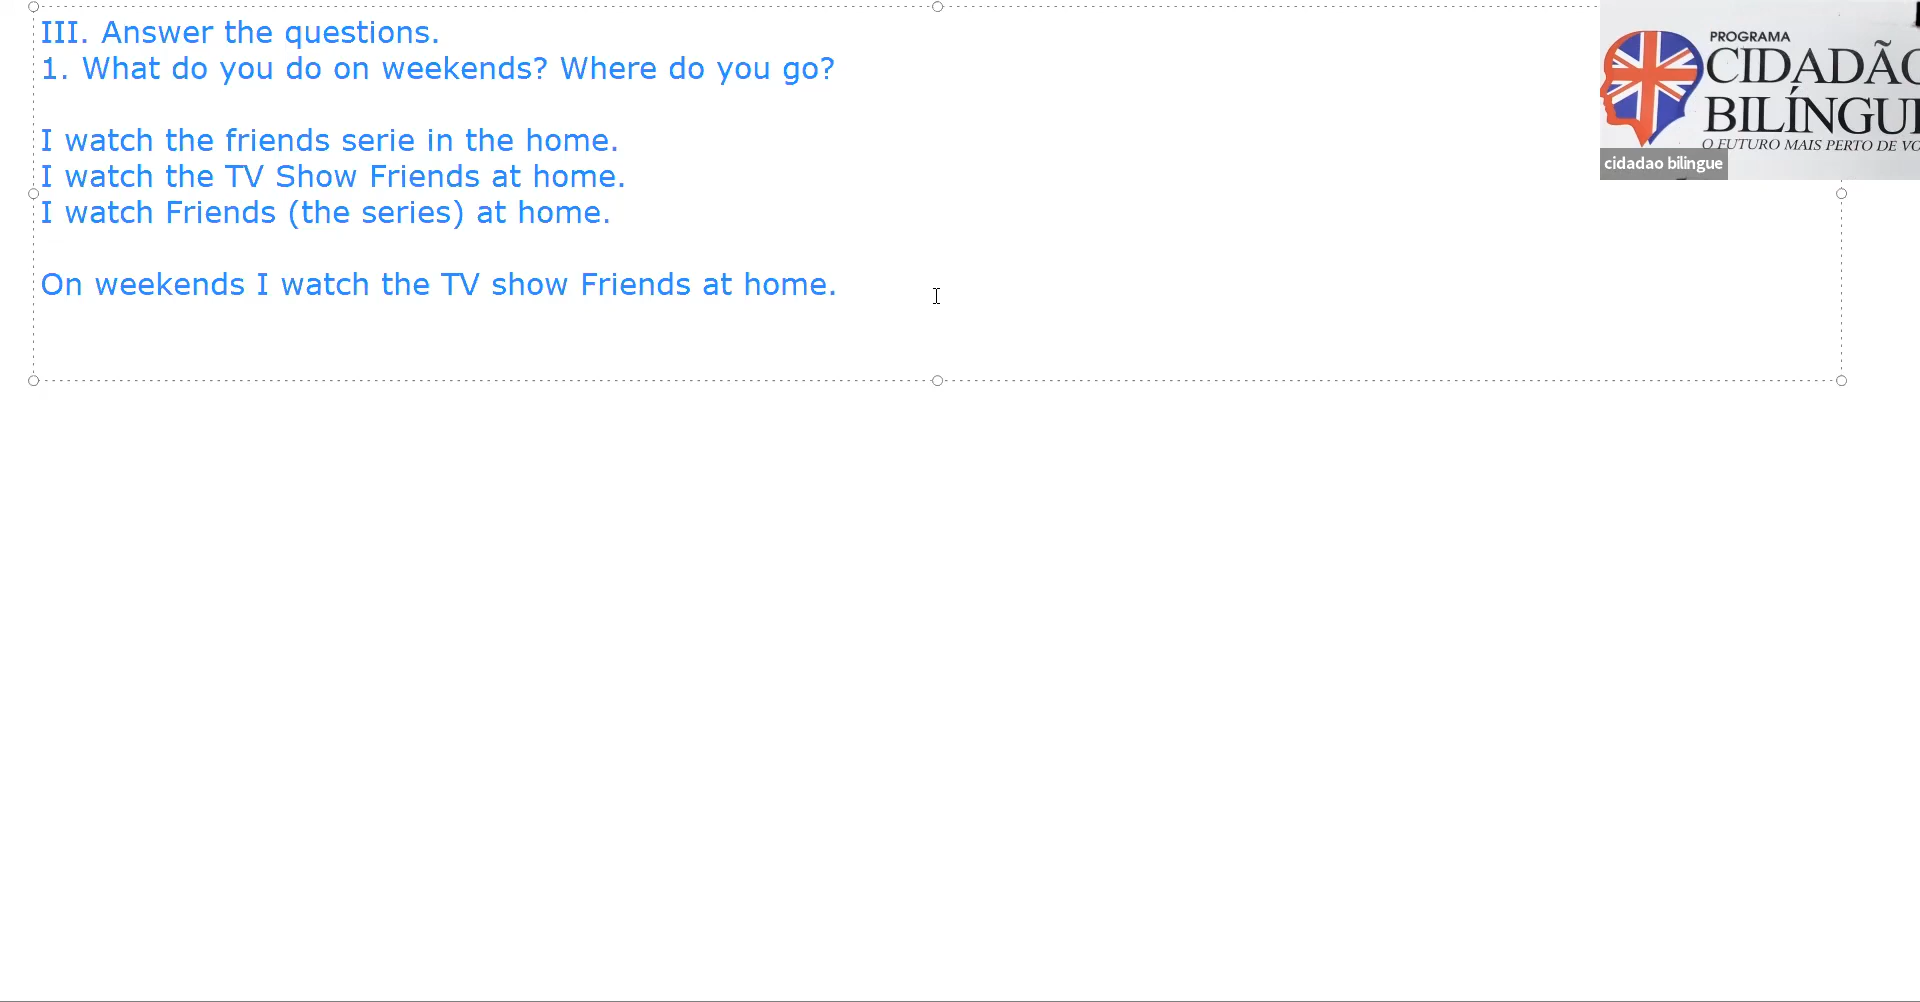 III. Answer the questions.
1. What do you do on weekends? Where do you go?
I watch the friends serie in the home.
I watch the TV Show Friends at home.
I watch Friends (the series) at home.
On weekends I watch the TV show Friends at home.
PROGRAMA
CIDADÃO
BILÍNGU
O FUTURO MAIS PERTO DE VO
cidadao bilingue